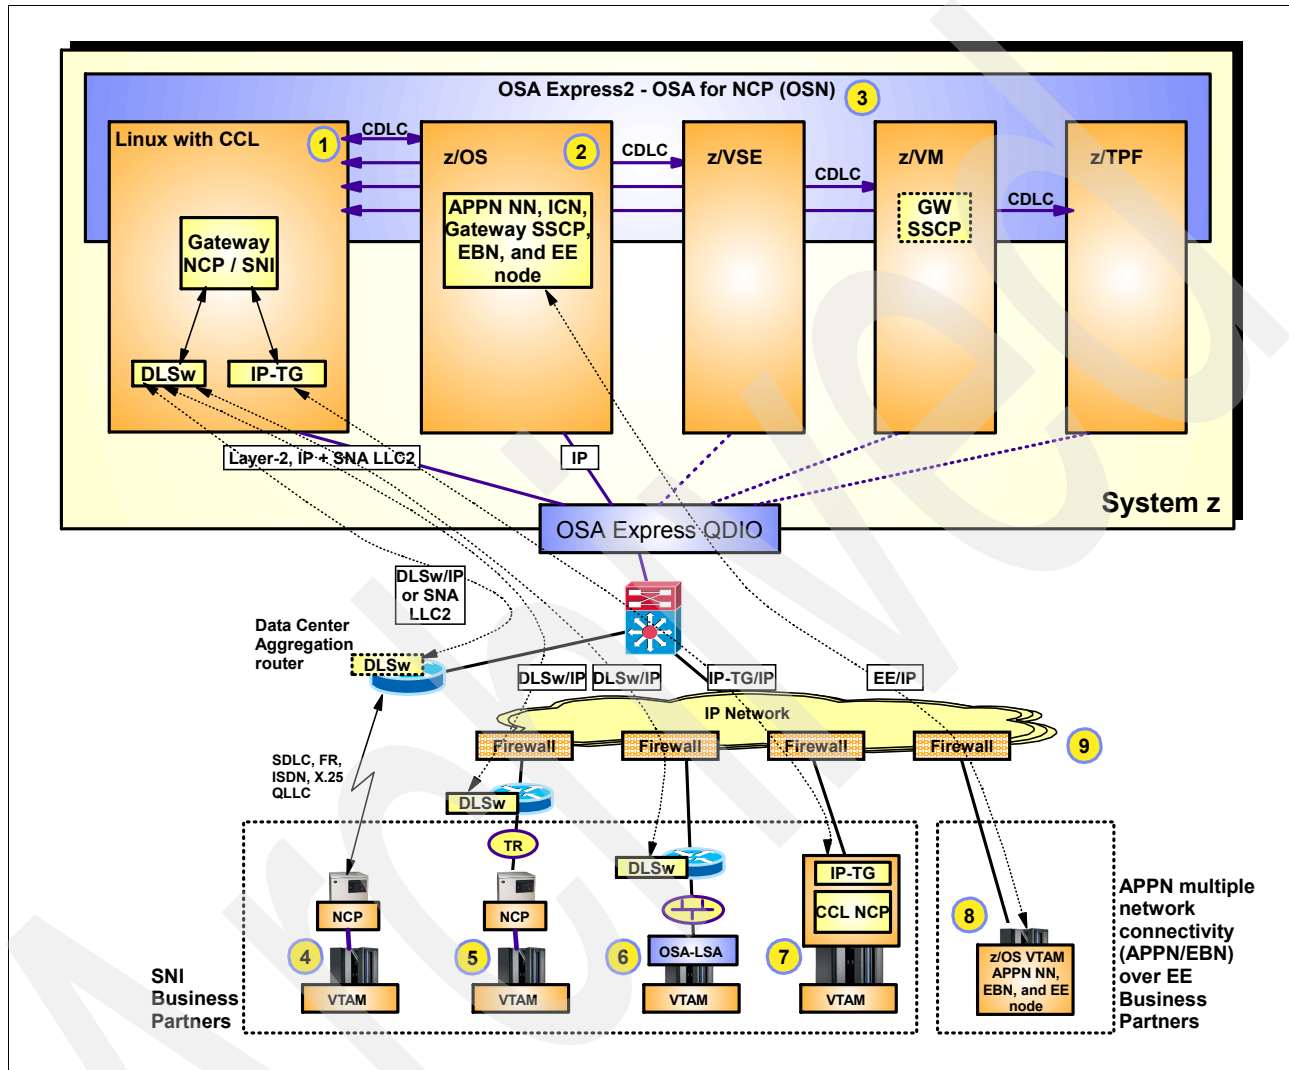 OSA Express2 - OSA for NCP (OSN)
3
Linux with CCL
1
CDLC
z/OS
2
CDLC
z/VSE
CDLC
z/VM
CDLC
z/TPF
Gateway
NCP / SNI
APPN NN, ICN,
Gateway SSCP,
EBN, and EE
node
GW
SSCP
DLSw
IP-TG
Layer-2, IP + SNA LLC2
IP
System z
OSA Express QDIO
DLSw/IP
or SNA
LLC2
Data Center
Aggregation
router
DLSw
DLSw/IP
DLSw/IP
IP-TG/IP
EE/IP
IP Network
Firewall
Firewall
Firewall
Firewall
9
SDLC, FR,
ISDN, X.25
QLLC
DLSw
TR
DLSw
IP-TG
CCL NCP
NCP
NCP
OSA-LSA
4
5
6
7
8
VTAM
VTAM
VTAM
VTAM
z/OS VTAM
APPN NN,
EBN, and EE
node
SNI
Business
Partners
APPN multiple
network
connectivity
(APPN/EBN)
over EE
Business
Partners
Archived